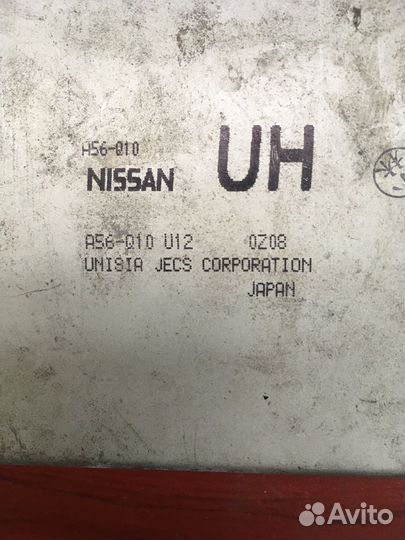 A56-Q10
NISSAN UH
A56-Q10 U12 0Z08
UNISIA JECS CORPORATION
JAPAN
Avito